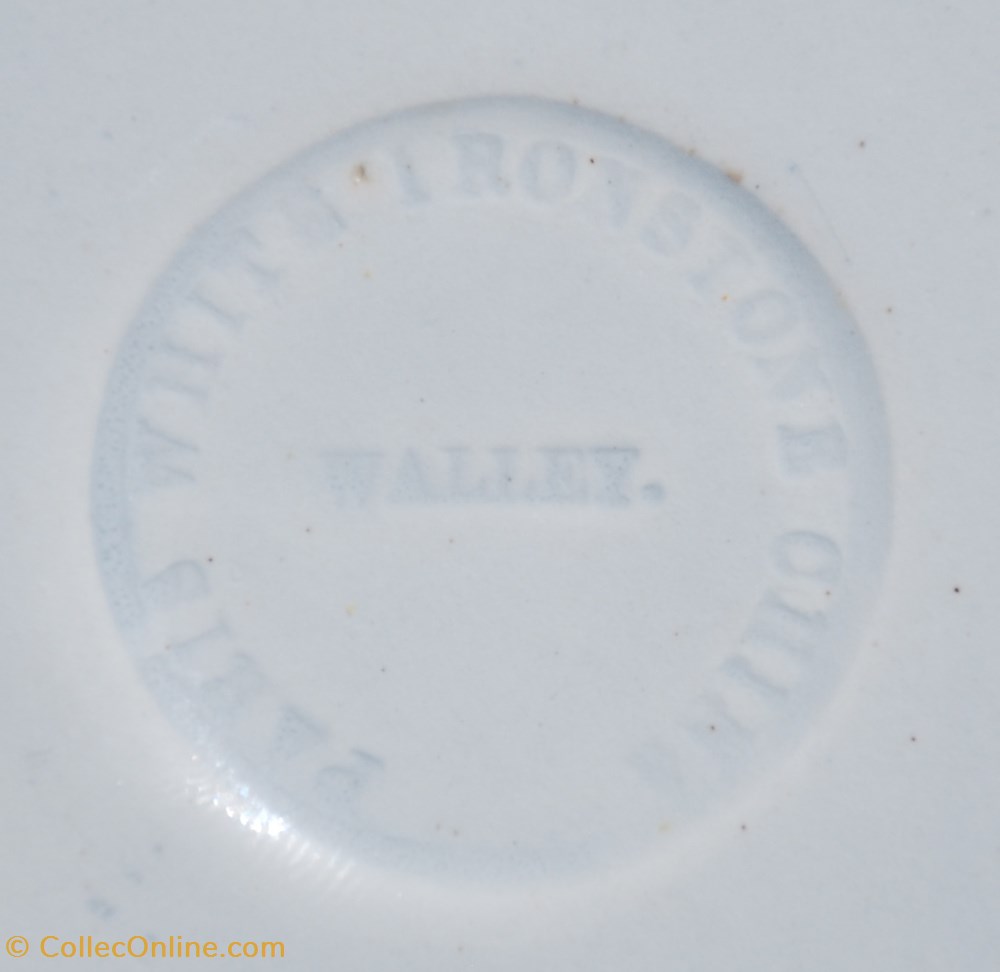 PARIS WHITE IRONSTONE CHINA
WALLEY.
© CollecOnline.com